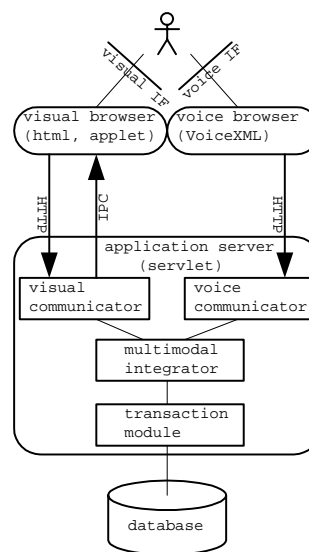 visual IF
voice IF
visual browser
(html, applet)
voice browser
(VoiceXML)
HTTP
IPC
HTTP
application server
(servlet)
visual
communicator
voice
communicator
multimodal
integrator
transaction
module
database